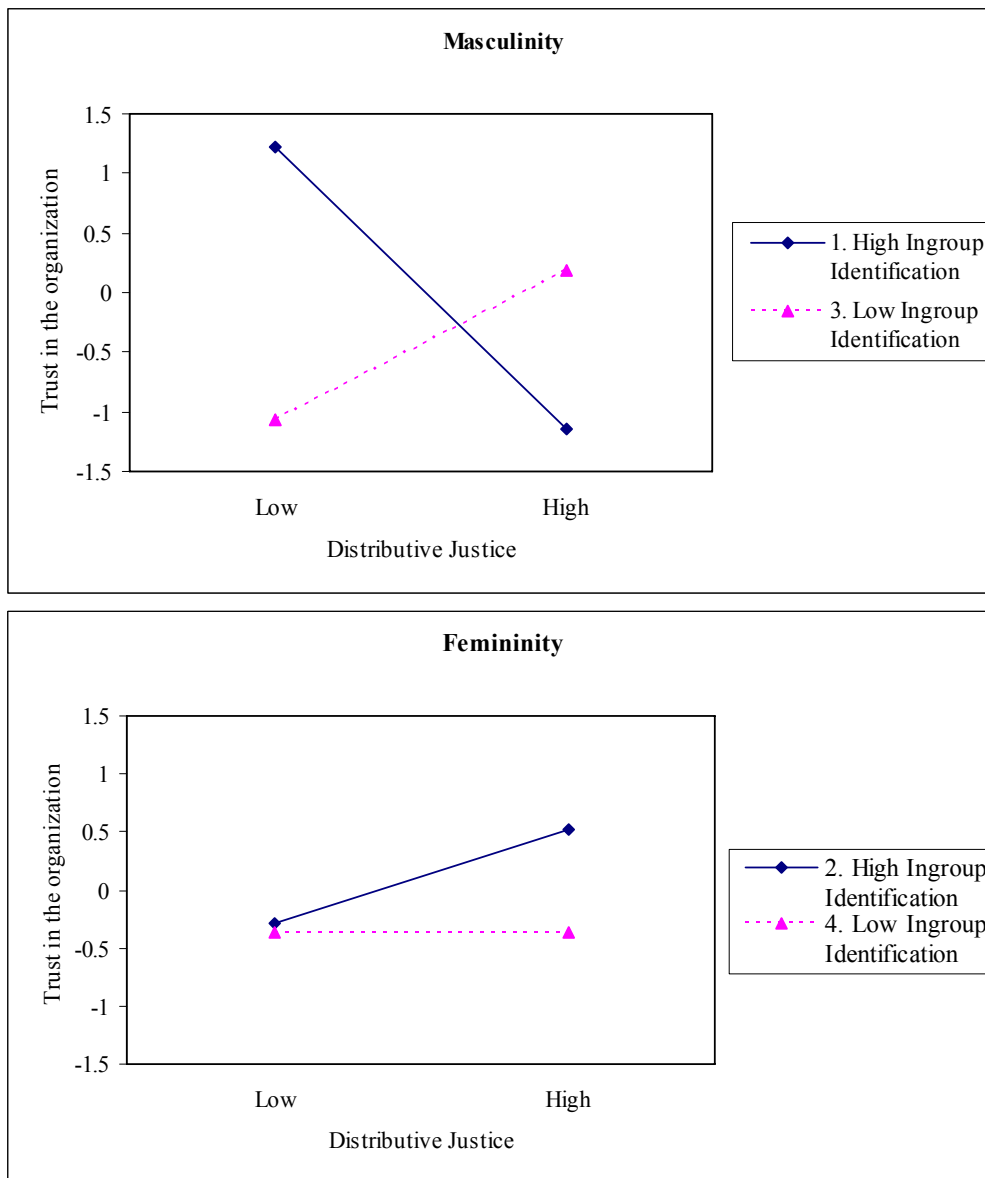 Masculinity
1.5
1
0.5
0
-0.5
-1
-1.5
Trust in the organization
Low
High
Distributive Justice
1. High Ingroup
Identification
3. Low Ingroup
Identification
Femininity
1.5
1
0.5
0
-0.5
-1
-1.5
Trust in the organization
Low
High
Distributive Justice
2. High Ingroup
Identification
4. Low Ingroup
Identification